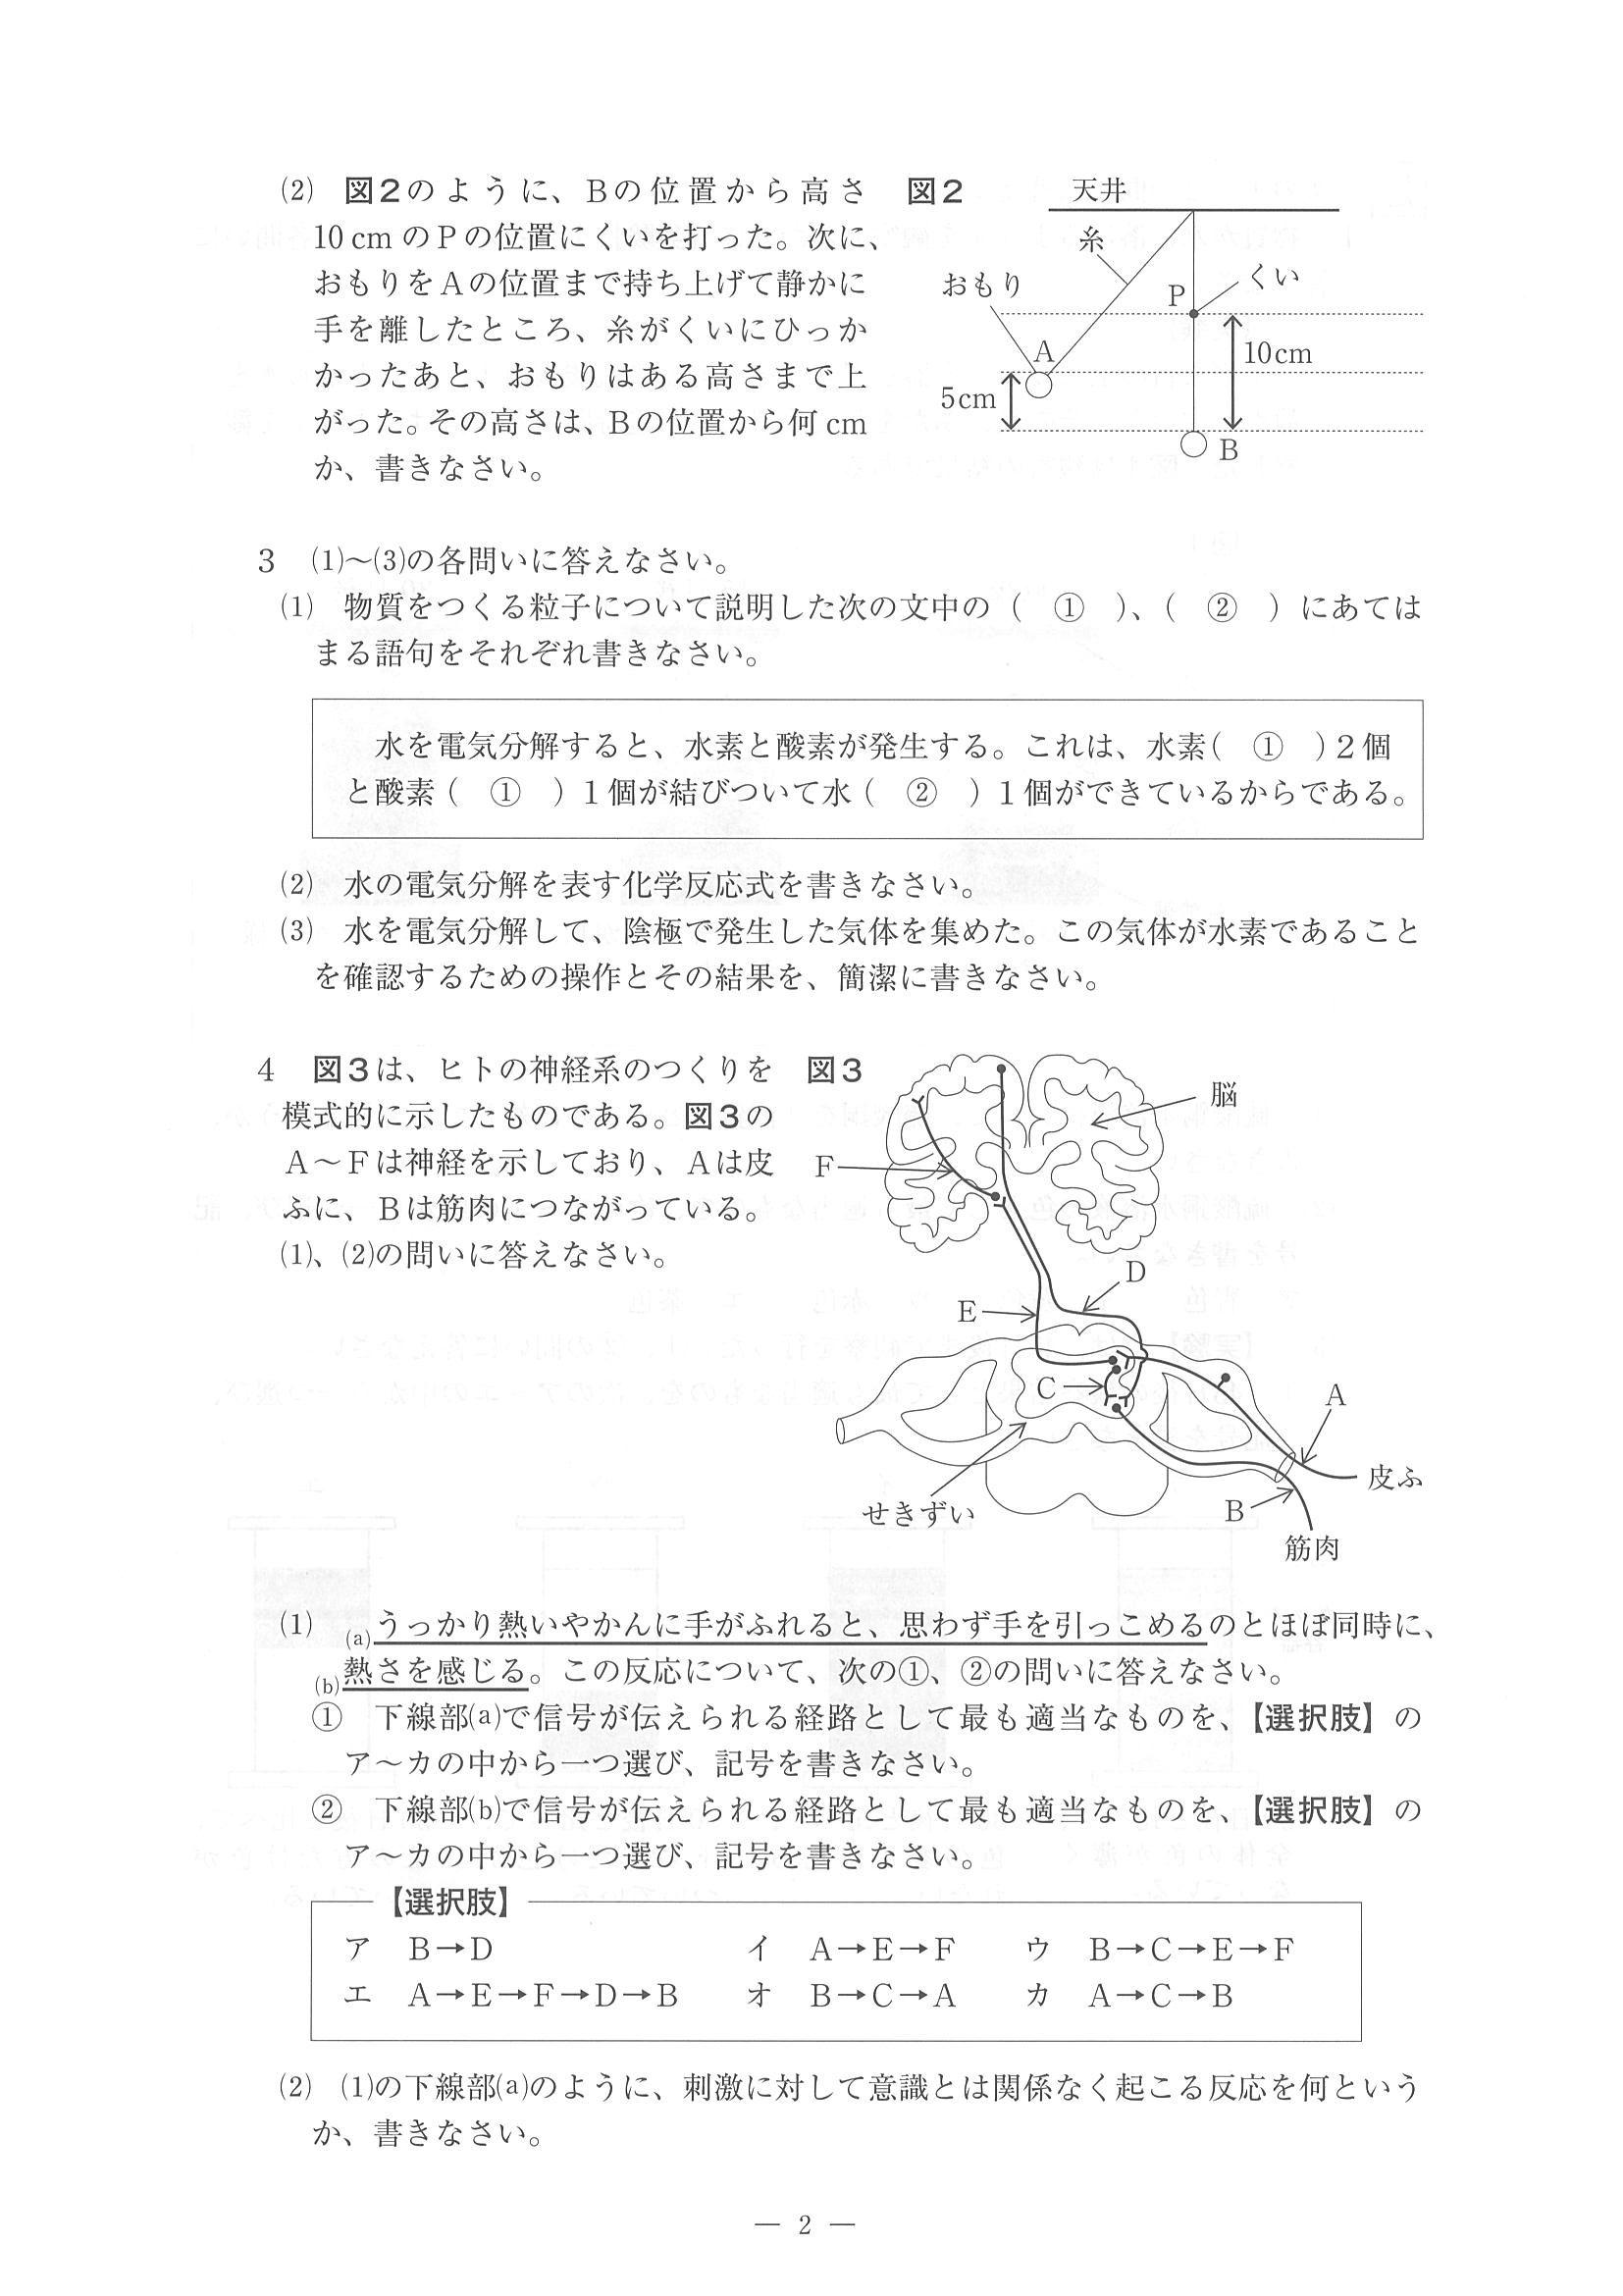 (2) 図2のように、Bの位置から高さ
10 cm のPの位置にくいを打った。次に、
おもりをAの位置まで持ち上げて静かに
手を離したところ、糸がくいにひっか
かったあと、おもりはある高さまで上
がった。その高さは、Bの位置から何 cm
か、書きなさい。
図2
天井
糸
おもり
P
くい
A
10cm
5cm
B
3 (1)～(3)の各問いに答えなさい。
(1) 物質をつくる粒子について説明した次の文中の（ ① ）、（ ② ）にあては
まる語句をそれぞれ書きなさい。
水を電気分解すると、水素（ ① ）2個
と酸素が発生する。これは、水素（ ① ）2個
と酸素（ ① ）1個が結びついて水（ ② ）1個ができているからである。
(2) 水の電気分解を表す化学反応式を書きなさい。
(3) 水を電気分解して、陰極で発生した気体を集めた。この気体が水素であること
を確認するための操作とその結果を、簡潔に書きなさい。
4 図3は、ヒトの神経系のつくりを
模式的に示したものである。図3の
A～Fは神経を示しており、Aは皮
ふに、Bは筋肉につながっている。
(1)、(2)の問いに答えなさい。
図3
脳
F
D
E
C
A
皮ふ
せきずい
B
筋肉
(1) (a)うっかり熱いやかんに手がふれると、思わず手を引っこめるのとほぼ同時に、
(b)熱さを感じる。この反応について、次の①、②の問いに答えなさい。
① 下線部(a)で信号が伝えられる経路として最も適当なものを、【選択肢】の
ア～カの中から一つ選び、記号を書きなさい。
② 下線部(b)で信号が伝えられる経路として最も適当なものを、【選択肢】の
ア～カの中から一つ選び、記号を書きなさい。
【選択肢】
ア B→D イ A→E→F ウ B→C→E→F
エ A→E→F→D→B オ B→C→A カ A→C→B
(2) (1)の下線部(a)のように、刺激に対して意識とは関係なく起こる反応を何という
か、書きなさい。
— 2 —